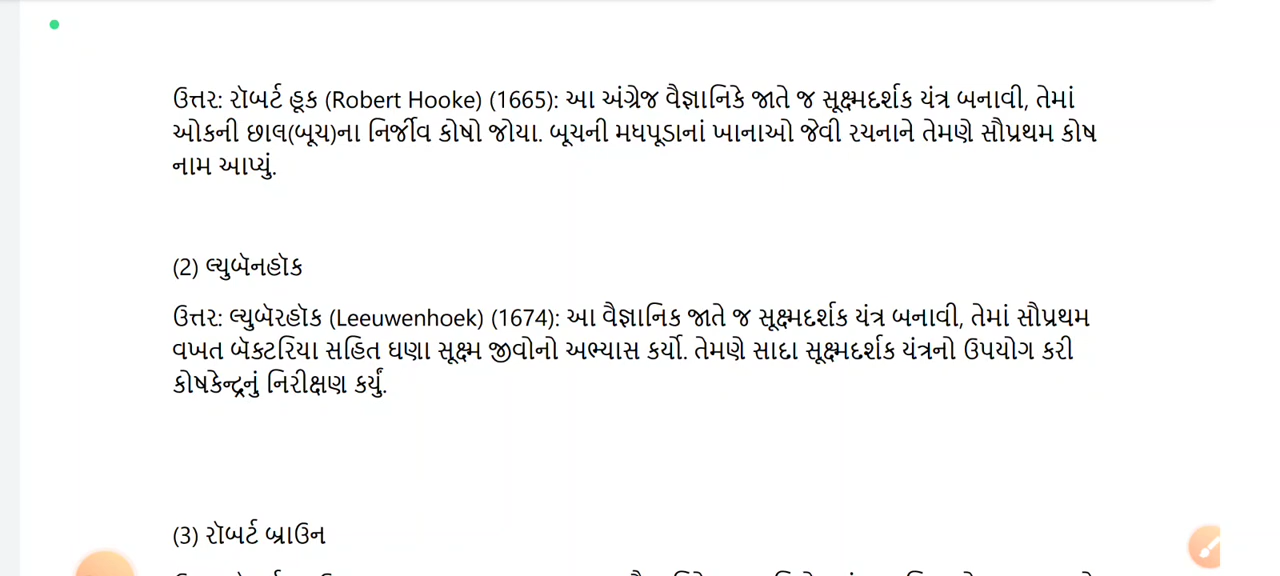 ઉત્તર: રૉબર્ટ હૂક (Robert Hooke) (1665): આ અંગ્રેજ વૈજ્ઞાનિકે જાતે જ સૂક્ષ્મદર્શક યંત્ર બનાવી, તેમાં
ઓકની છાલ(બૂચ)ના નિર્જીવ કોષો જોયા. બૂચની મધપૂડાનાં ખાનાઓ જેવી રચનાને તેમણે સૌપ્રથમ કોષ
નામ આપ્યું.
(2) લ્યુબૅનહૉક
ઉત્તર: લ્યુબૅરહૉક (Leeuwenhoek) (1674): આ વૈજ્ઞાનિક જાતે જ સૂક્ષ્મદર્શક યંત્ર બનાવી, તેમાં સૌપ્રથમ
વખત બૅક્ટરિયા સહિત ઘણા સૂક્ષ્મ જીવોનો અભ્યાસ કર્યો. તેમણે સાદા સૂક્ષ્મદર્શક યંત્રનો ઉપયોગ કરી
કોષકેન્દ્રનું નિરીક્ષણ કર્યું.
(3) રૉબર્ટ બ્રાઉન